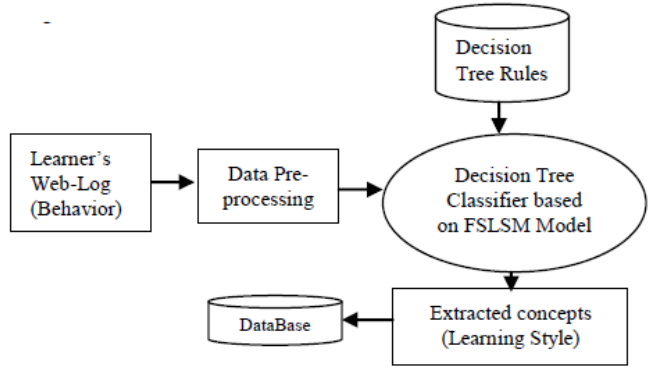 Decision
Tree Rules
Learner's
Web-Log
(Behavior)
Data Pre-
processing
Decision Tree
Classifier based
on FSLSM Model
Extracted concepts
(Learning Style)
DataBase